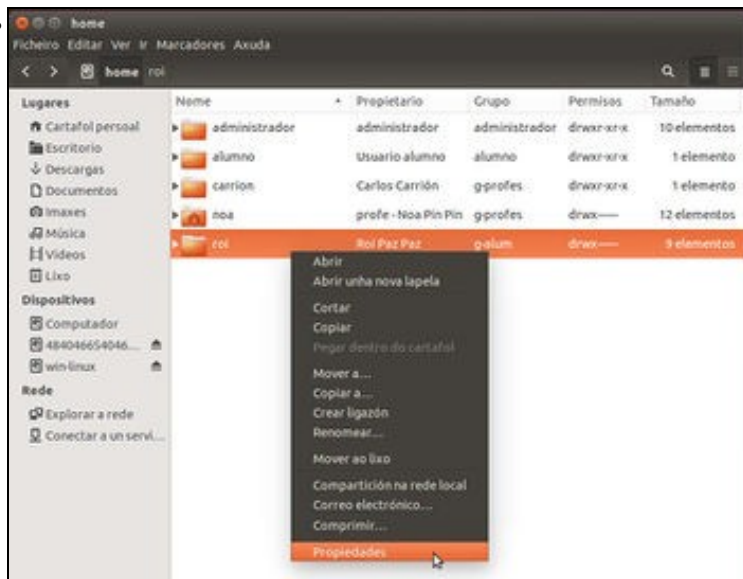 home
Ficheiro Editar Ver Ir Marcadores Axuda
home roi
Lugares
Cartafol persoal
Escritorio
Descargas
Documentos
Imaxes
Música
Vídeos
Lixo
Dispositivos
Computador
484046654046...
win-linux
Rede
Explorar a rede
Conectar a un servi...
Nome Propietario Grupo Permisos Tamaño
administrador administrador administrador drwxr-xr-x 10 elementos
alumno Usuario alumno alumno drwxr-xr-x 1 elemento
carrion Carlos Carrión g-profes drwxr-xr-x 1 elemento
noa profe - Noa Pin Pin g-profes drwx------ 12 elementos
roi Roi Paz Paz g-alum drwx------ 9 elementos
Abrir
Abrir unha nova lapela
Cortar
Copiar
Pegar dentro do cartafol
Mover a...
Copiar a...
Crear ligazón
Renomear...
Mover ao lixo
Compartición na rede local
Correo electrónico...
Comprimir...
Propiedades